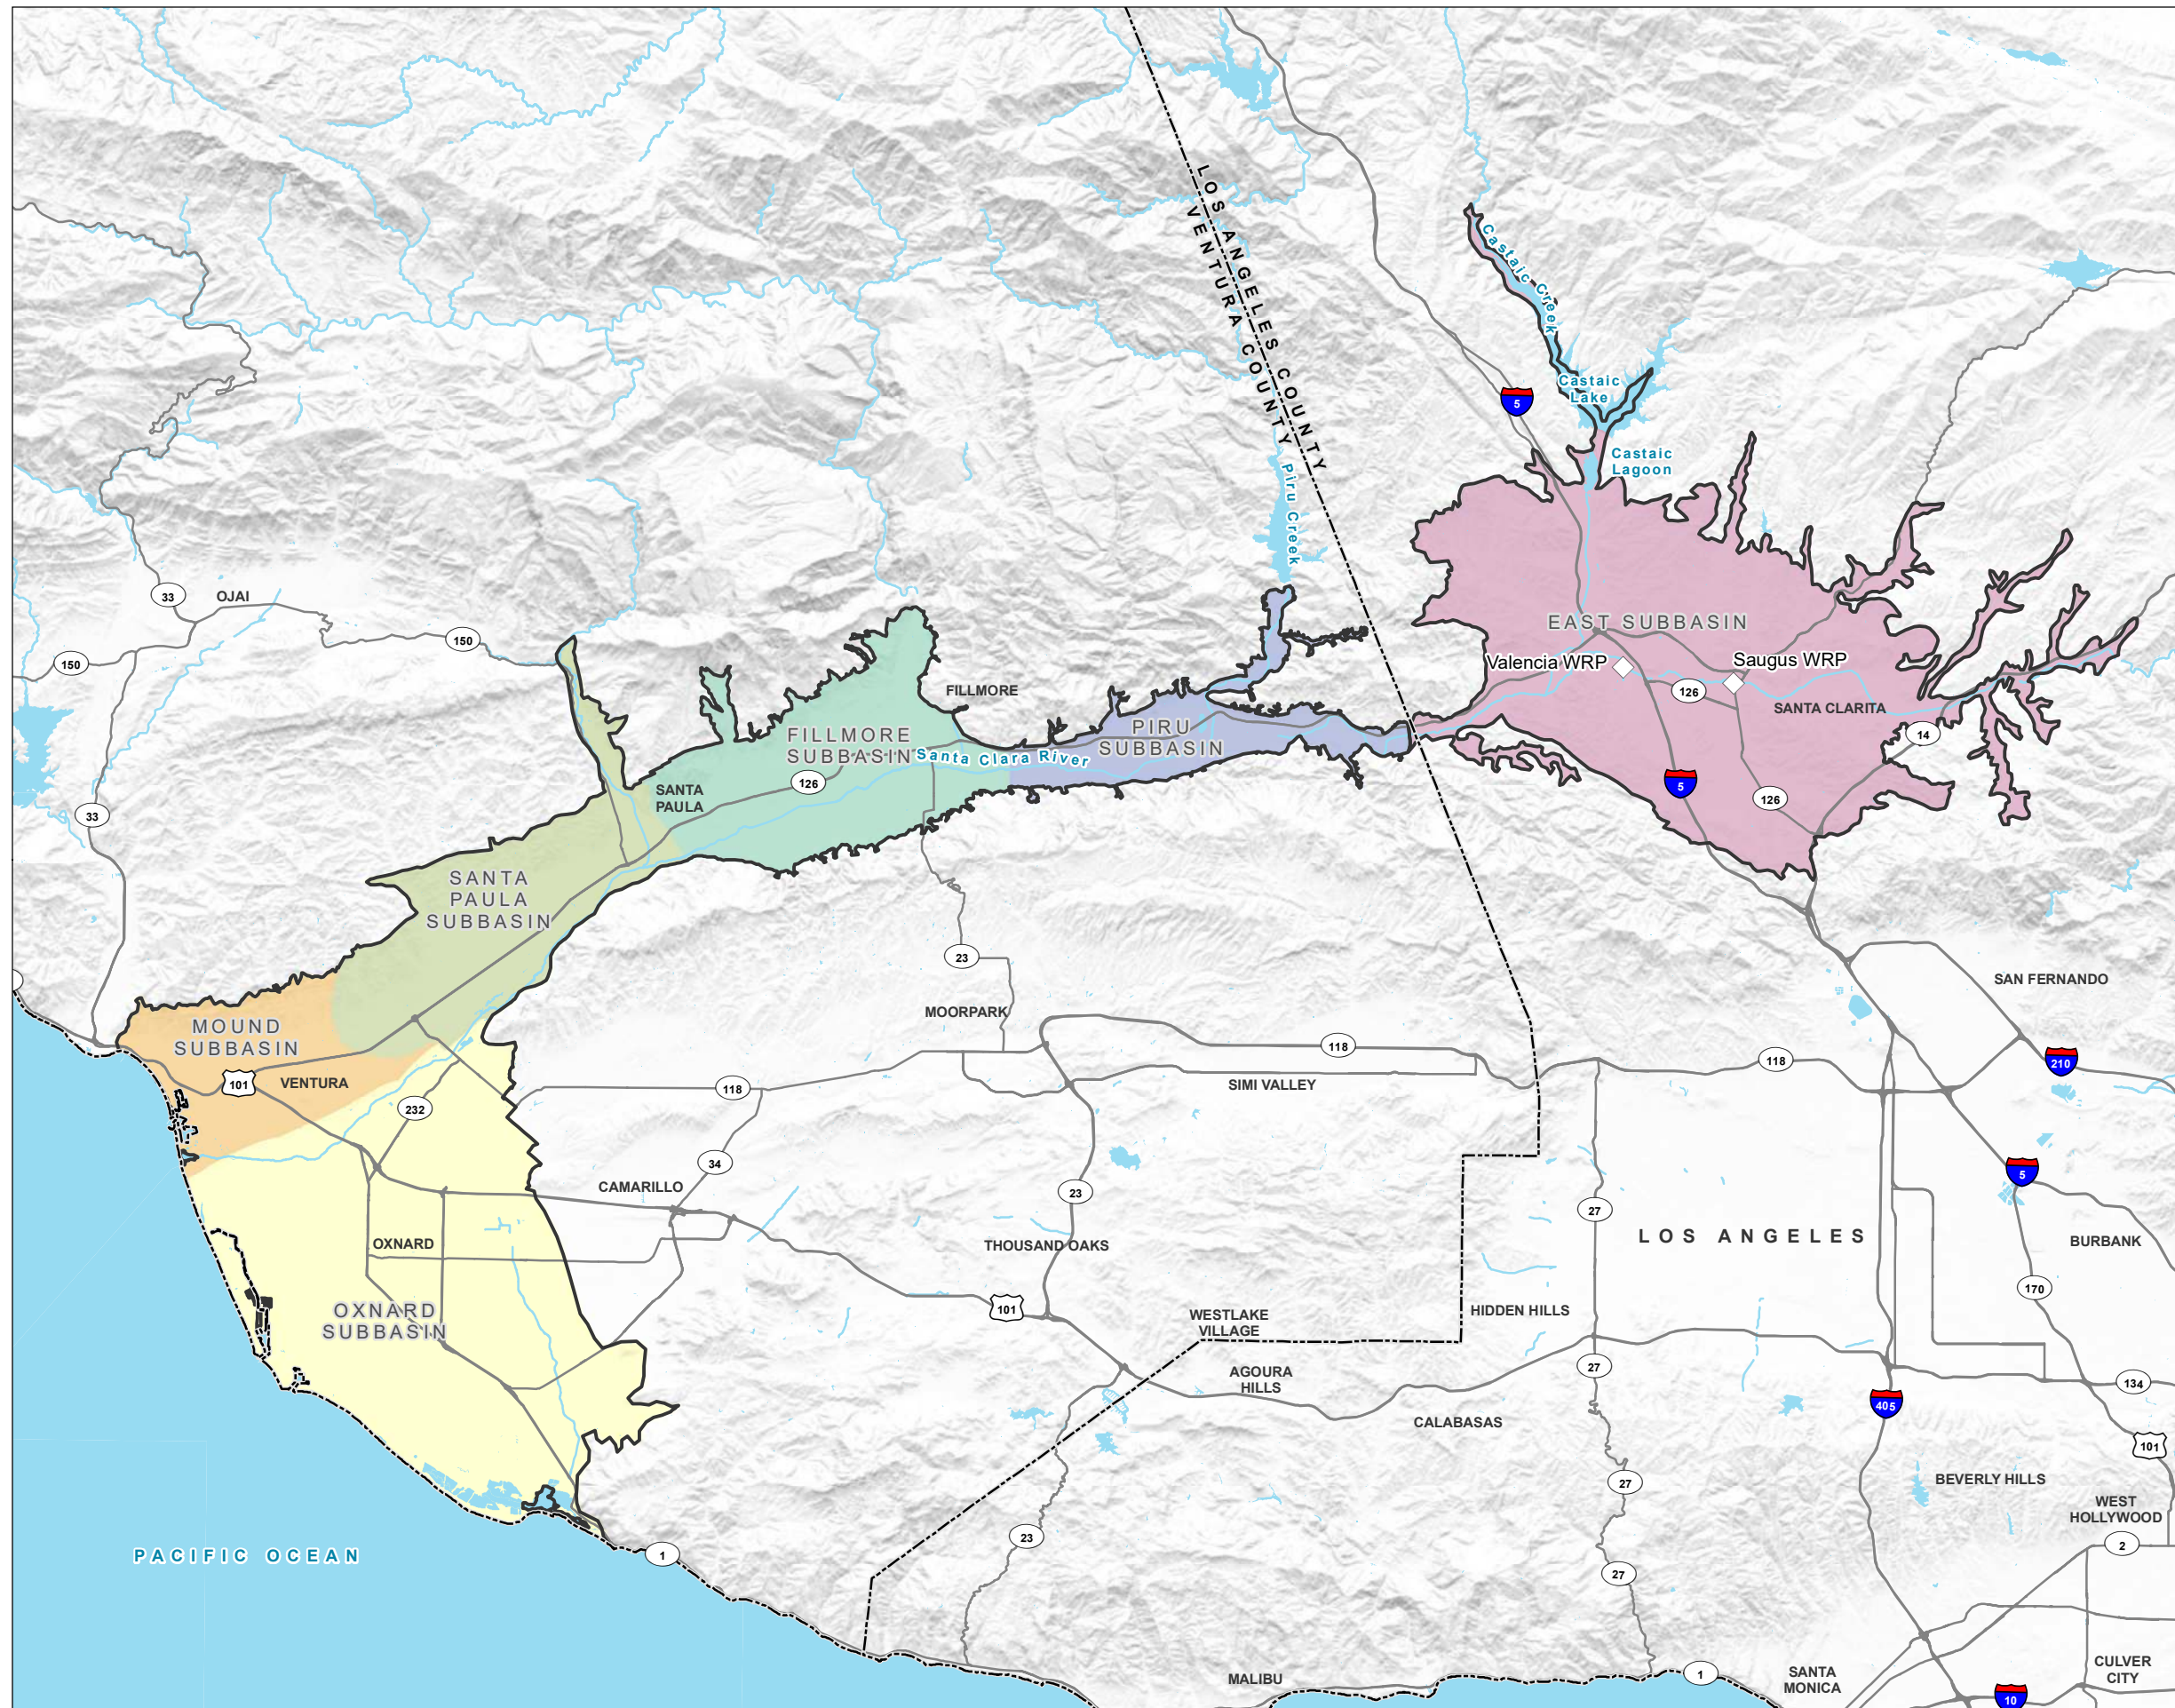 LOS ANGELES COUNTY
VENTURA COUNTY
Castaic Creek
Castaic
Lake
5
Castaic
Lagoon
Piru Creek
33
OJAI
150
150
EAST SUBBASIN
Valencia WRP
Saugus WRP
126
SANTA CLARITA
14
FILLMORE
FILLMORE
SUBBASIN
PIRU
SUBBASIN
Santa Clara River
126
SANTA
PAULA
5
126
33
SANTA
PAULA
SUBBASIN
23
SAN FERNANDO
MOORPARK
MOUND
SUBBASIN
118
118
210
101
VENTURA
118
SIMI VALLEY
232
34
5
CAMARILLO
23
27
LOS ANGELES
OXNARD
THOUSAND OAKS
BURBANK
170
OXNARD
SUBBASIN
101
WESTLAKE
VILLAGE
HIDDEN HILLS
27
AGOURA
HILLS
134
405
CALABASAS
101
BEVERLY HILLS
27
WEST
HOLLYWOOD
23
2
PACIFIC OCEAN
1
27
MALIBU
1
SANTA
MONICA
CULVER
CITY
10